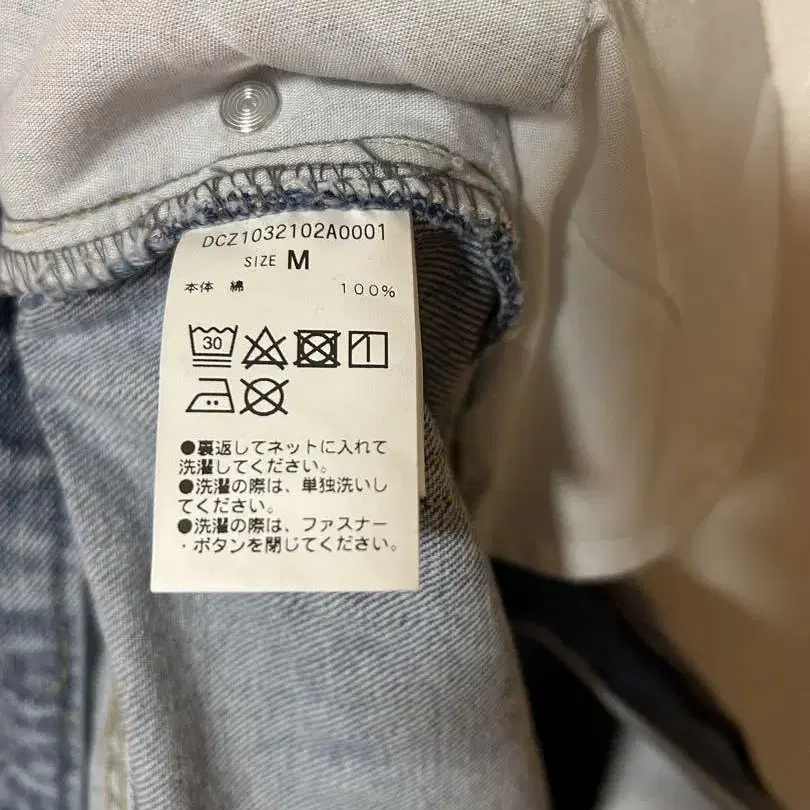 DCZ1032102A0001
SIZE M
本体 綿 100%
30
●裏返してネットに入れて
洗濯してください。
●洗濯の際は、単独洗いし
てください。
●洗濯の際は、ファスナー
・ボタンを閉じてください。